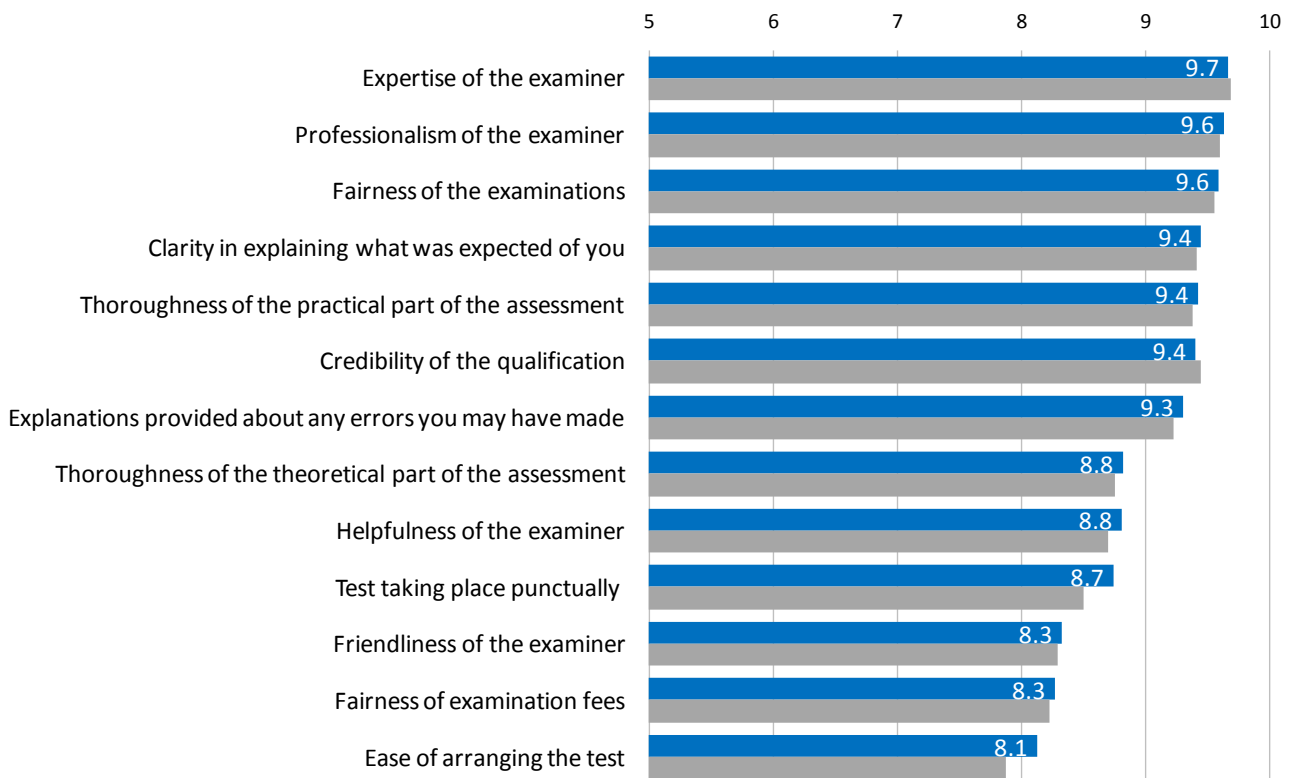 5 6 7 8 9 10
Expertise of the examiner 9.7
Professionalism of the examiner 9.6
Fairness of the examinations 9.6
Clarity in explaining what was expected of you 9.4
Thoroughness of the practical part of the assessment 9.4
Credibility of the qualification 9.4
Explanations provided about any errors you may have made 9.3
Thoroughness of the theoretical part of the assessment 8.8
Helpfulness of the examiner 8.8
Test taking place punctually 8.7
Friendliness of the examiner 8.3
Fairness of examination fees 8.3
Ease of arranging the test 8.1